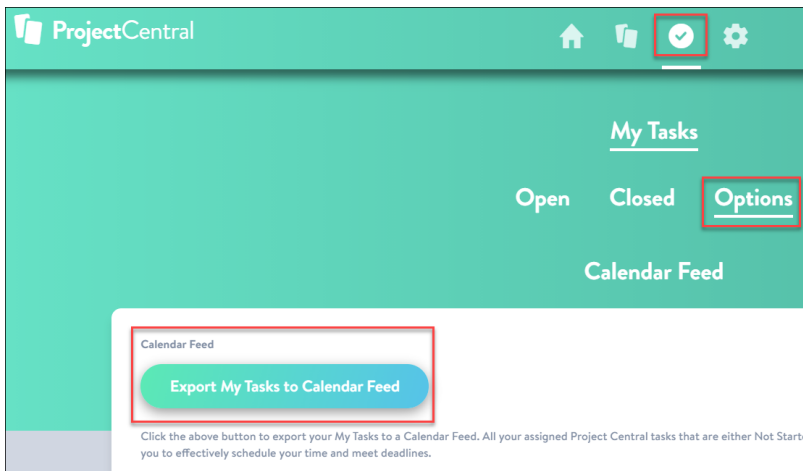 ProjectCentral
My Tasks
Open Closed Options
Calendar Feed
Calendar Feed
Export My Tasks to Calendar Feed
Click the above button to export your My Tasks to a Calendar Feed. All your assigned Project Central tasks that are either Not Starte
you to effectively schedule your time and meet deadlines.